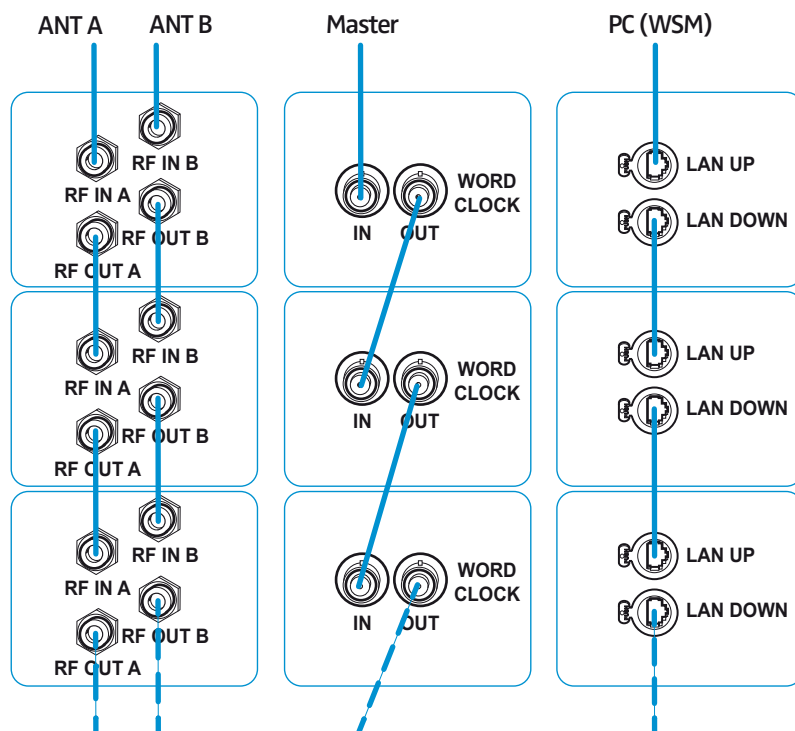 ANT A
ANT B
Master
PC (WSM)
RF IN B
RF IN A
RF OUT B
RF OUT A
WORD
CLOCK
IN
OUT
LAN UP
LAN DOWN
RF IN B
RF IN A
RF OUT B
RF OUT A
WORD
CLOCK
IN
OUT
LAN UP
LAN DOWN
RF IN B
RF IN A
RF OUT B
RF OUT A
WORD
CLOCK
IN
OUT
LAN UP
LAN DOWN